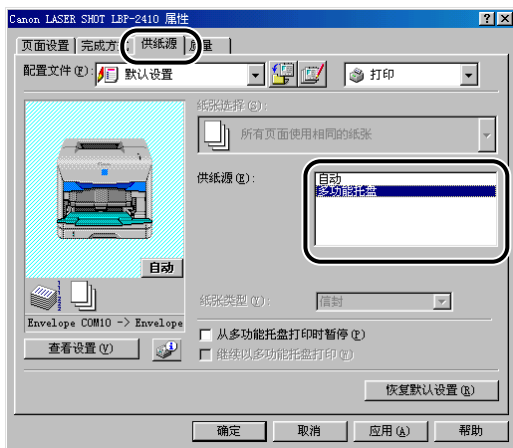 Canon LASER SHOT LBP-2410 属性
页面设置 完成方 供纸源 质量
配置文件(F): 默认设置 打印
纸张选择(S):
所有页面使用相同的纸张
供纸源(E):
自动
多功能托盘
自动
纸张类型(Y): 信封
Envelope COM10 -> Envelope
从多功能托盘打印时暂停(P)
查看设置(V)
继续以多功能托盘打印(F)
恢复默认设置(R)
确定 取消 应用(A) 帮助